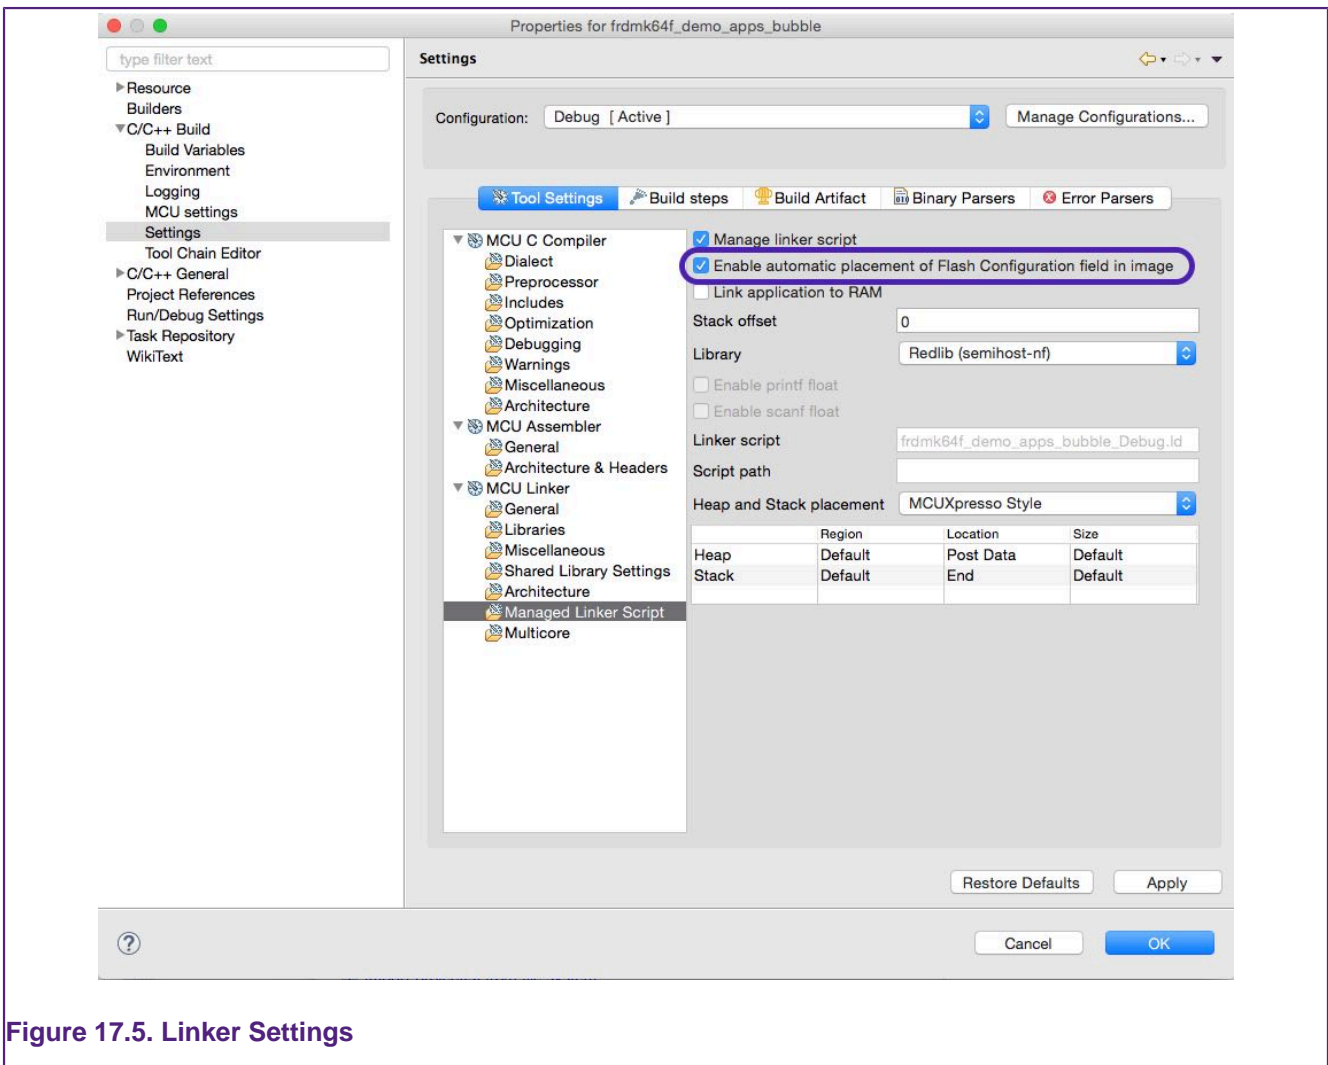 Properties for frdmk64f_demo_apps_bubble
type filter text
Resource
Builders
C/C++ Build
Build Variables
Environment
Logging
MCU settings
Settings
Tool Chain Editor
C/C++ General
Project References
Run/Debug Settings
Task Repository
WikiText
Settings
Configuration: Debug [ Active ] Manage Configurations...
Tool Settings Build steps Build Artifact Binary Parsers Error Parsers
MCU C Compiler
Dialect
Preprocessor
Includes
Optimization
Debugging
Warnings
Miscellaneous
Architecture
MCU Assembler
General
Architecture & Headers
MCU Linker
General
Libraries
Miscellaneous
Shared Library Settings
Architecture
Managed Linker Script
Multicore
Manage linker script
Enable automatic placement of Flash Configuration field in image
Link application to RAM
Stack offset 0
Library Redlib (semihost-nf)
Enable printf float
Enable scanf float
Linker script frdmk64f_demo_apps_bubble_Debug.ld
Script path
Heap and Stack placement MCUXpresso Style
Region Location Size
Heap Default Post Data Default
Stack Default End Default
Restore Defaults Apply
? Cancel OK
Figure 17.5. Linker Settings